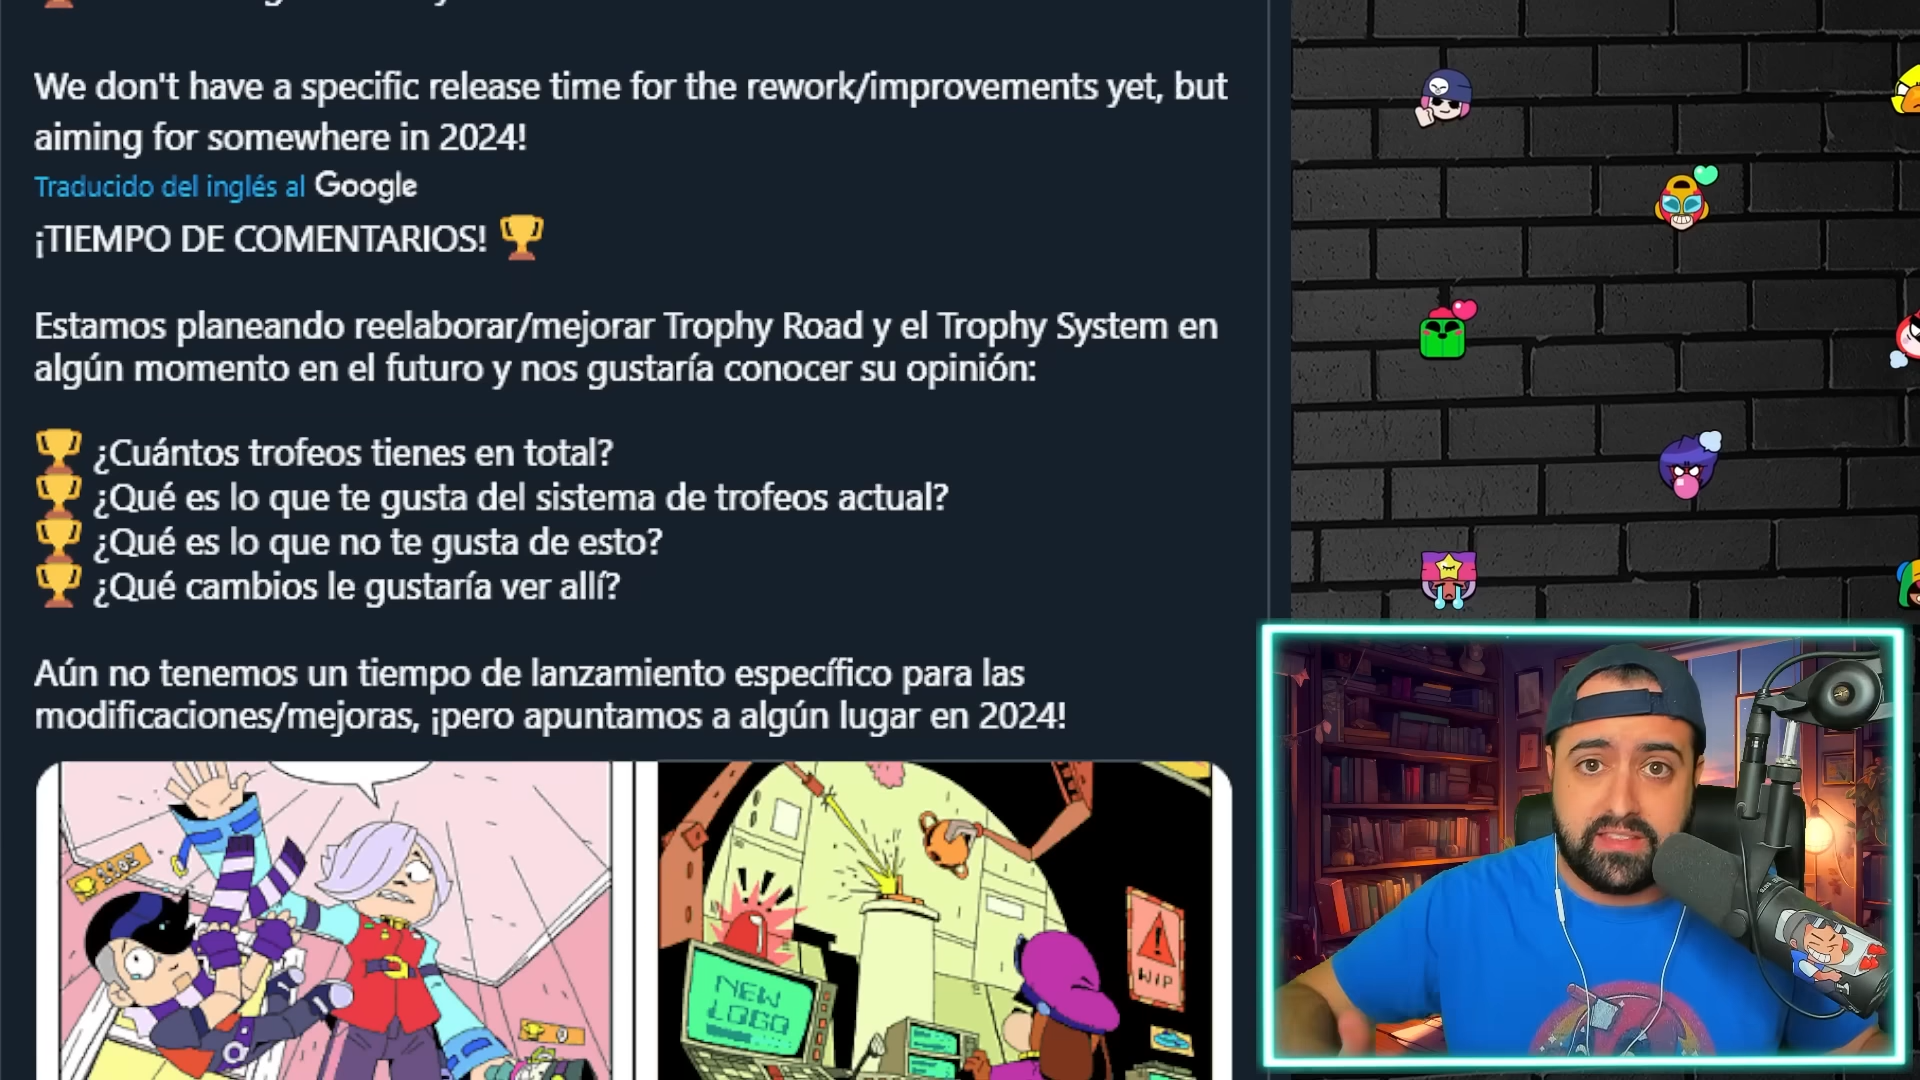 We don't have a specific release time for the rework/improvements yet, but
aiming for somewhere in 2024!
Traducido del inglés al Google
¡TIEMPO DE COMENTARIOS!
Estamos planeando reelaborar/mejorar Trophy Road y el Trophy System en
algún momento en el futuro y nos gustaría conocer su opinión:
¿Cuántos trofeos tienes en total?
¿Qué es lo que te gusta del sistema de trofeos actual?
¿Qué es lo que no te gusta de esto?
¿Qué cambios le gustaría ver allí?
Aún no tenemos un tiempo de lanzamiento específico para las
modificaciones/mejoras, ¡pero apuntamos a algún lugar en 2024!
NEW
LOGO
WIP